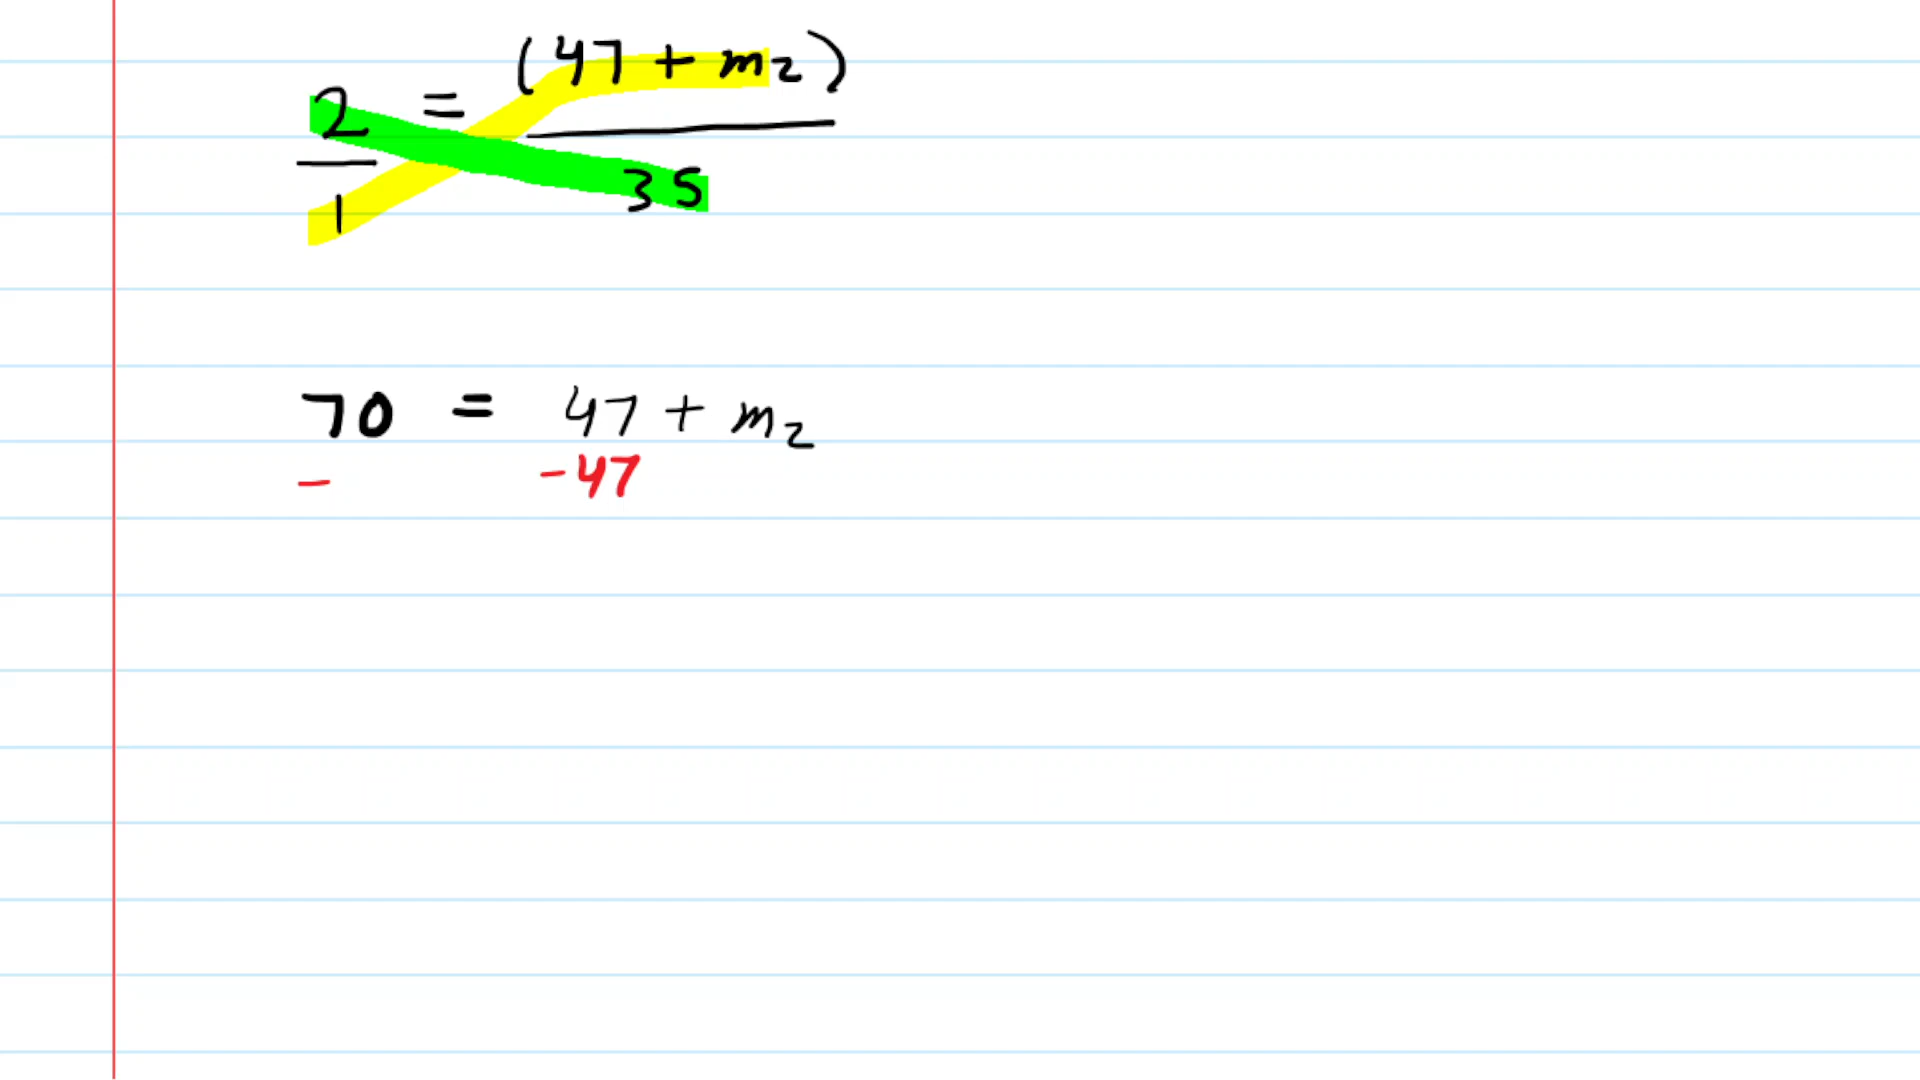 2/1 = (47 + m₂)/35
70 = 47 + m₂
- -47